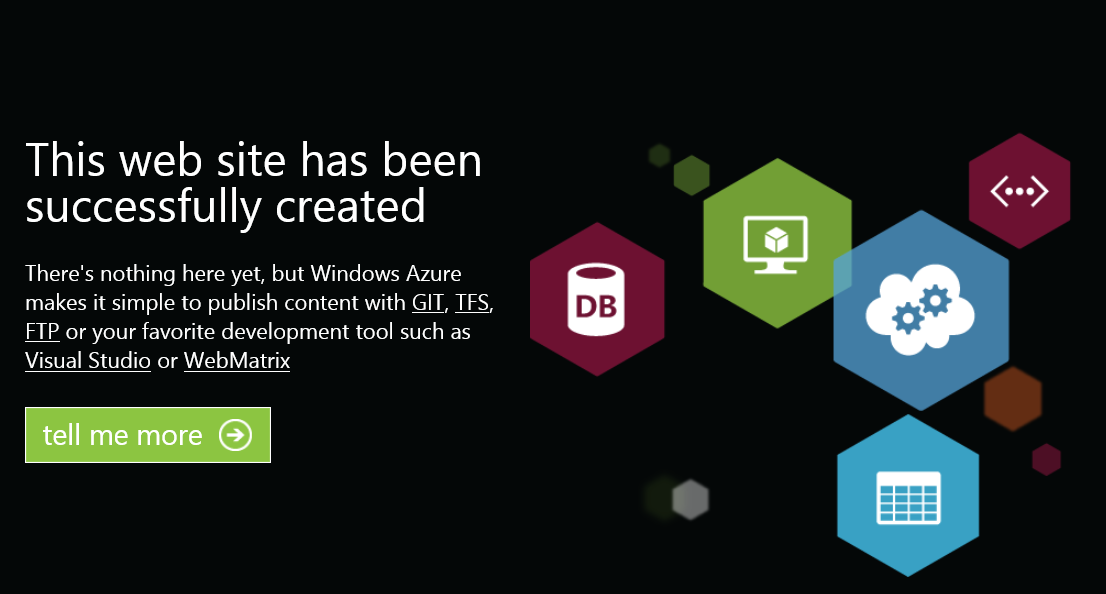 This web site has been
successfully created
There's nothing here yet, but Windows Azure
makes it simple to publish content with GIT, TFS,
FTP or your favorite development tool such as
Visual Studio or WebMatrix
tell me more
DB